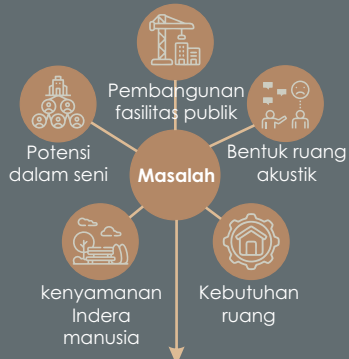 Pembangunan
fasilitas publik
Potensi
dalam seni
Masalah
Bentuk ruang
akustik
kenyamanan
Indera
manusia
Kebutuhan
ruang